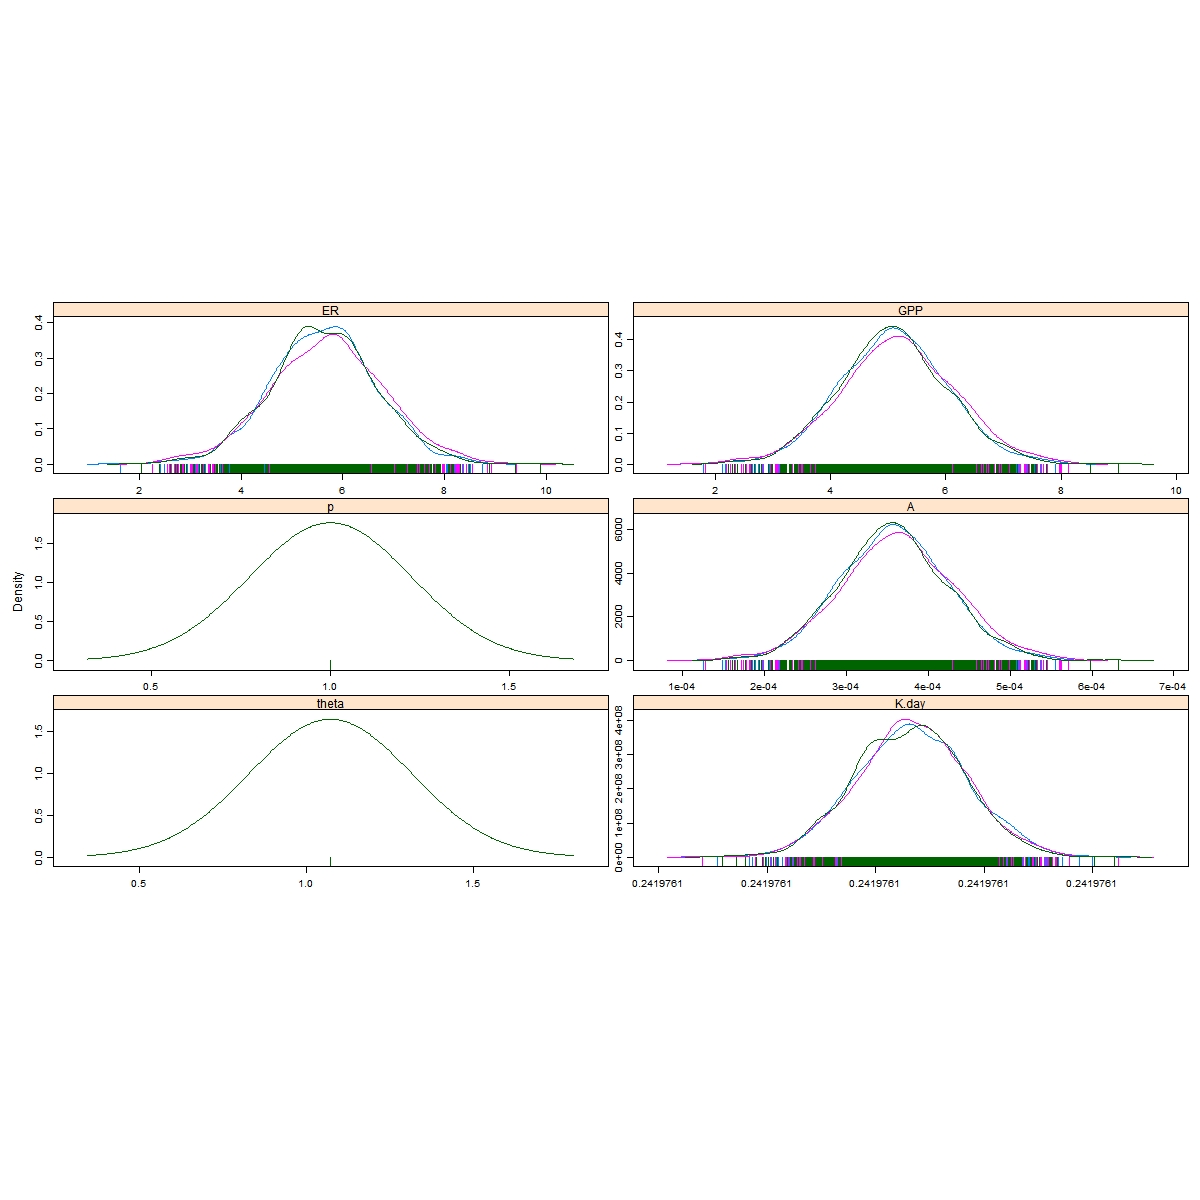 ER
0.0 0.1 0.2 0.3 0.4
2 4 6 8 10
GPP
0.0 0.1 0.2 0.3 0.4
2 4 6 8 10
Density
p
0.0 0.5 1.0 1.5
0.5 1.0 1.5
A
0 2000 4000 6000
1e-04 2e-04 3e-04 4e-04 5e-04 6e-04 7e-04
theta
0.0 0.5 1.0 1.5
0.5 1.0 1.5
K.day
0e+00 1e+08 2e+08 3e+08 4e+08
0.2419761 0.2419761 0.2419761 0.2419761 0.2419761